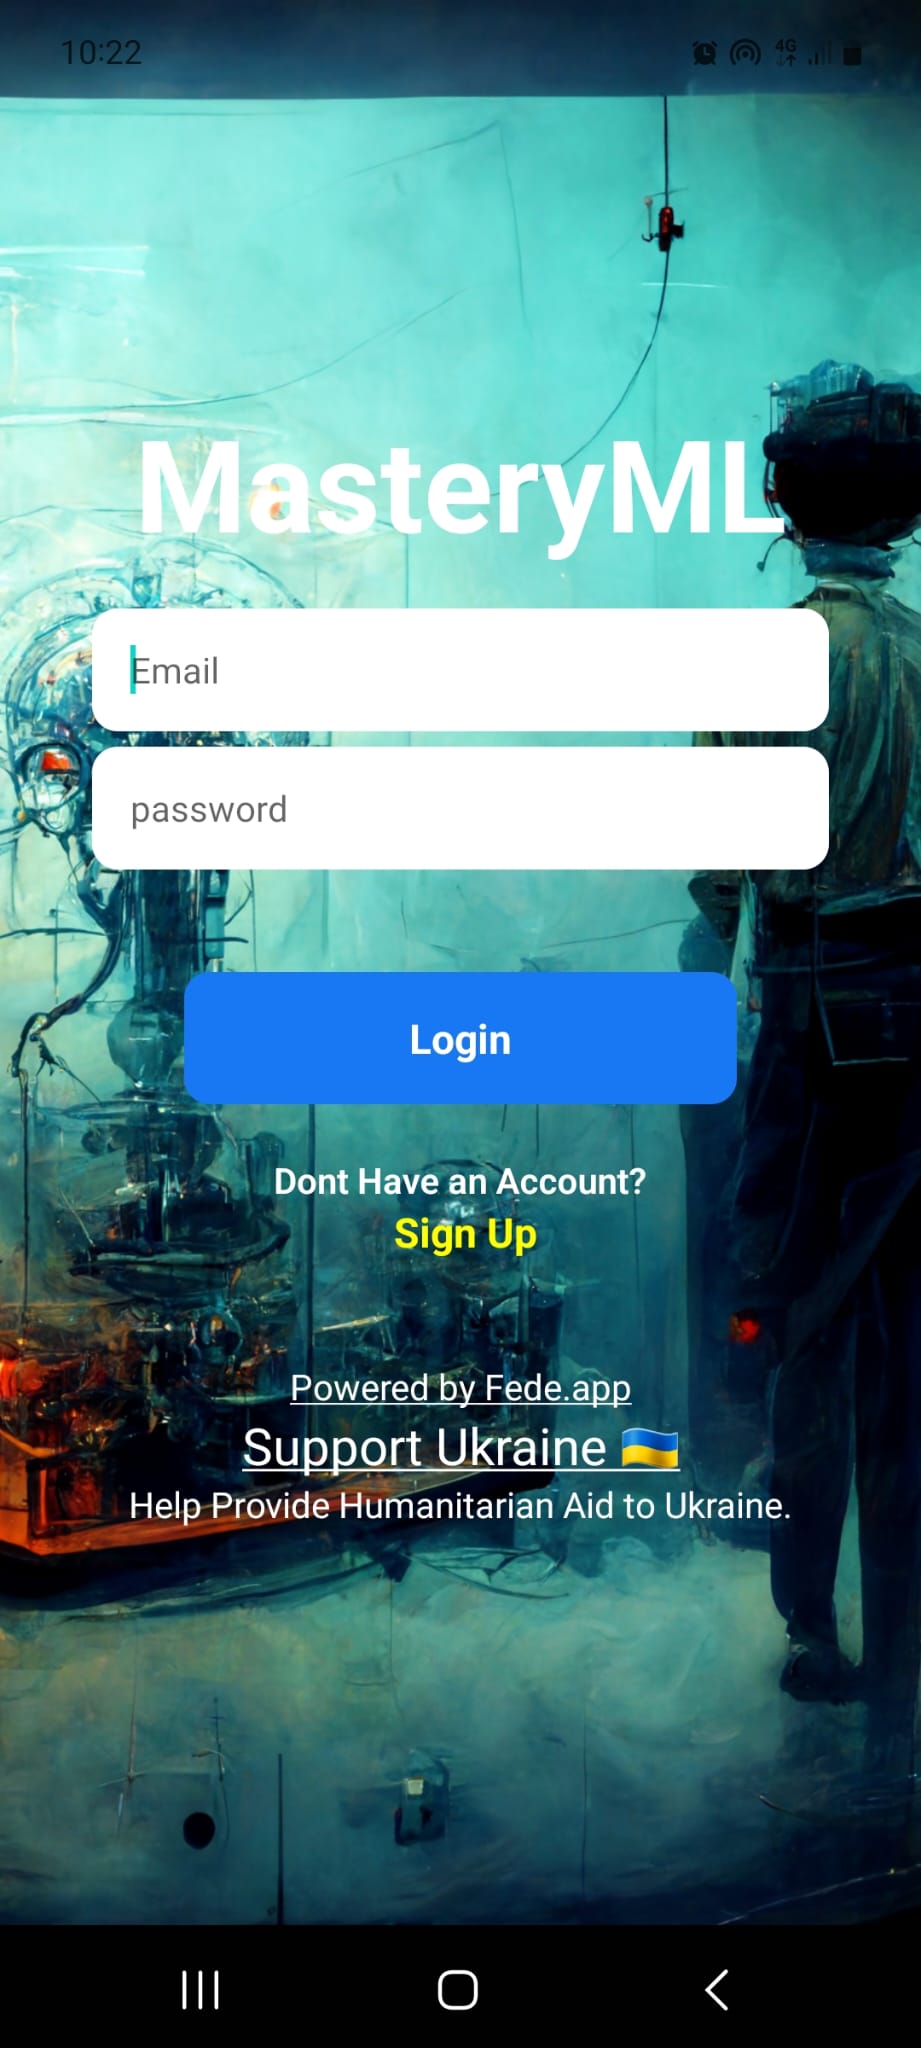 10:22
4G
MasteryML
Email
password
Login
Dont Have an Account?
Sign Up
Powered by Fede.app
Support Ukraine 🇺🇦
Help Provide Humanitarian Aid to Ukraine.